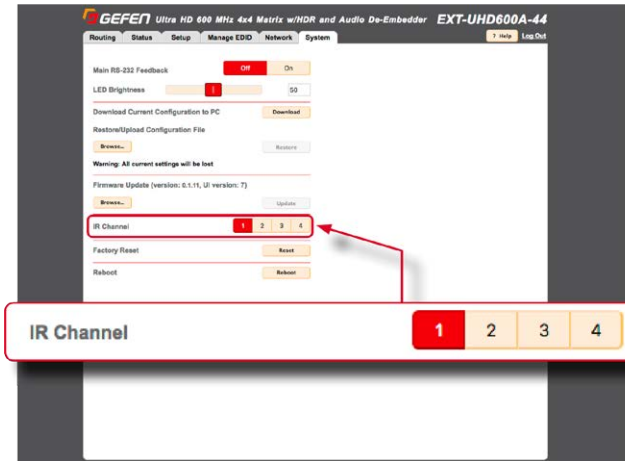 GEFEN Ultra HD 600 MHz 4x4 Matrix w/HDR and Audio De-Embedder EXT-UHD600A-44
Routing Status Setup Manage EDID Network System ? Help Log Out
Main RS-232 Feedback Off On
LED Brightness 50
Download Current Configuration to PC Download
Restore/Upload Configuration File
Browse... Restore
Warning: All current settings will be lost
Firmware Update (version: 0.1.11, UI version: 7)
Browse... Update
IR Channel 1 2 3 4
Factory Reset Reset
Reboot Reboot
IR Channel 1 2 3 4